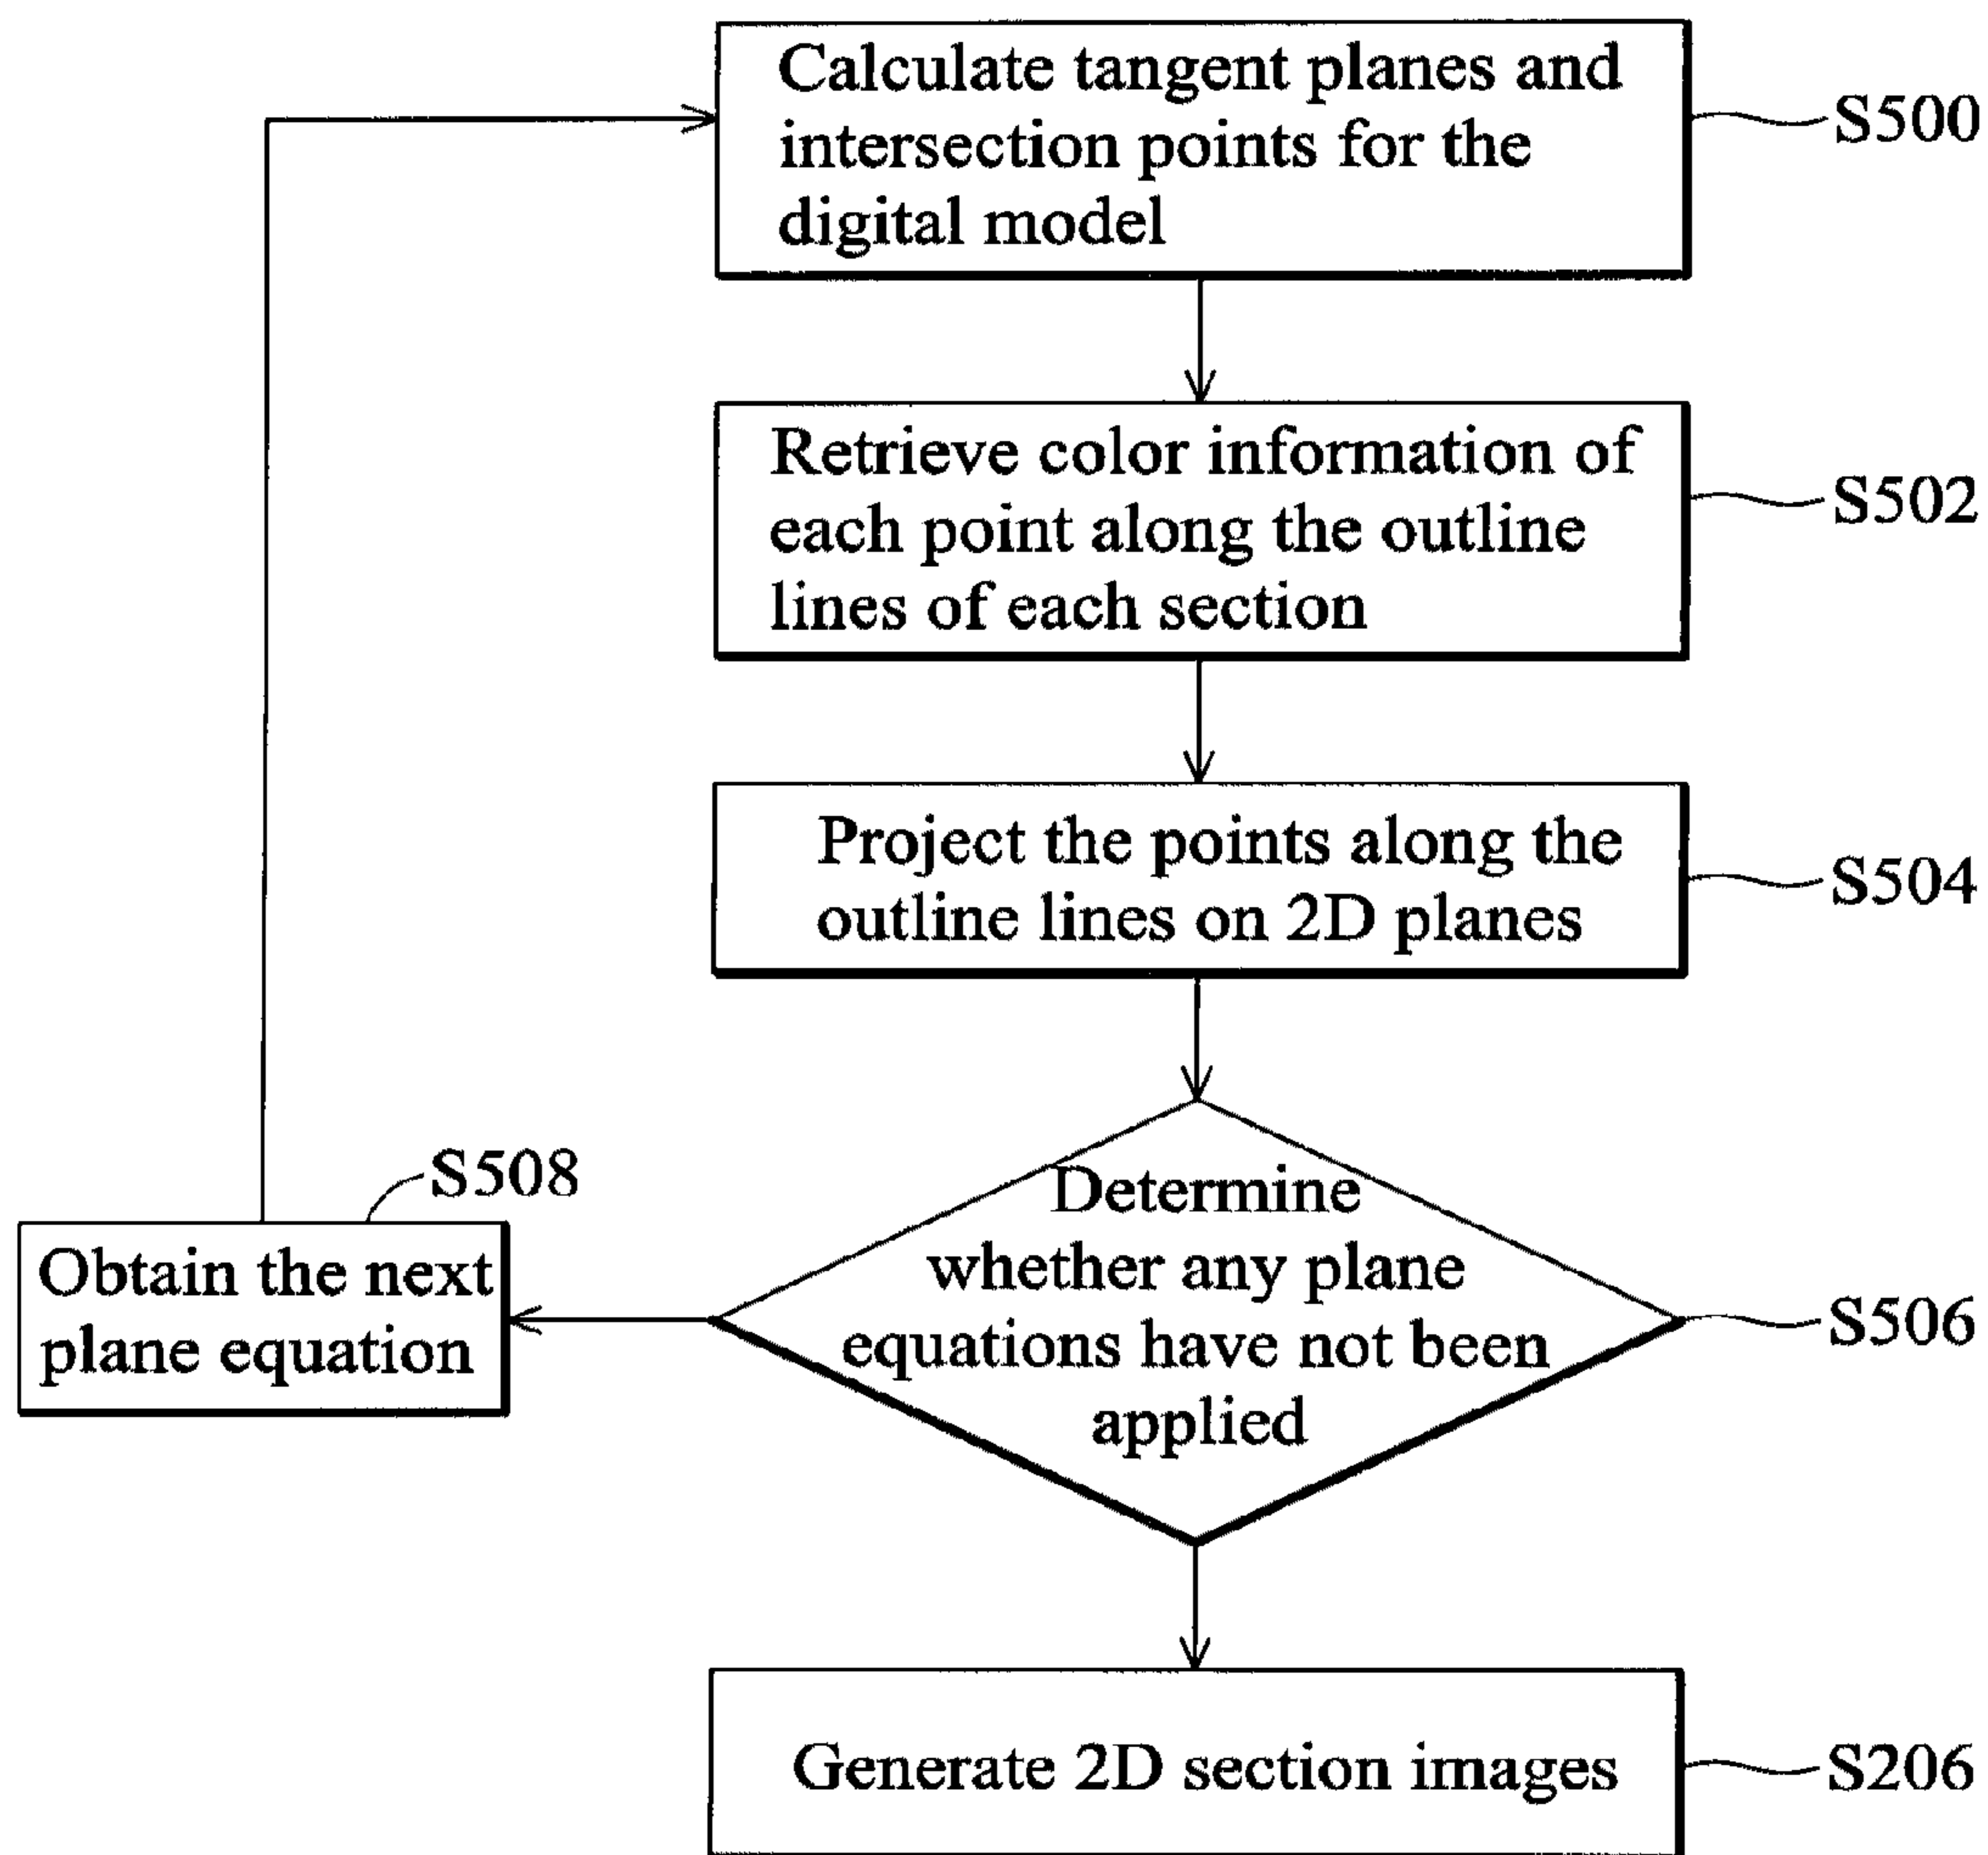 Calculate tangent planes and
intersection points for the
digital model
S500
Retrieve color information of
each point along the outline
lines of each section
S502
Project the points along the
outline lines on 2D planes
S504
Determine
whether any plane
equations have not been
applied
S506
S508
Obtain the next
plane equation
Generate 2D section images
S206